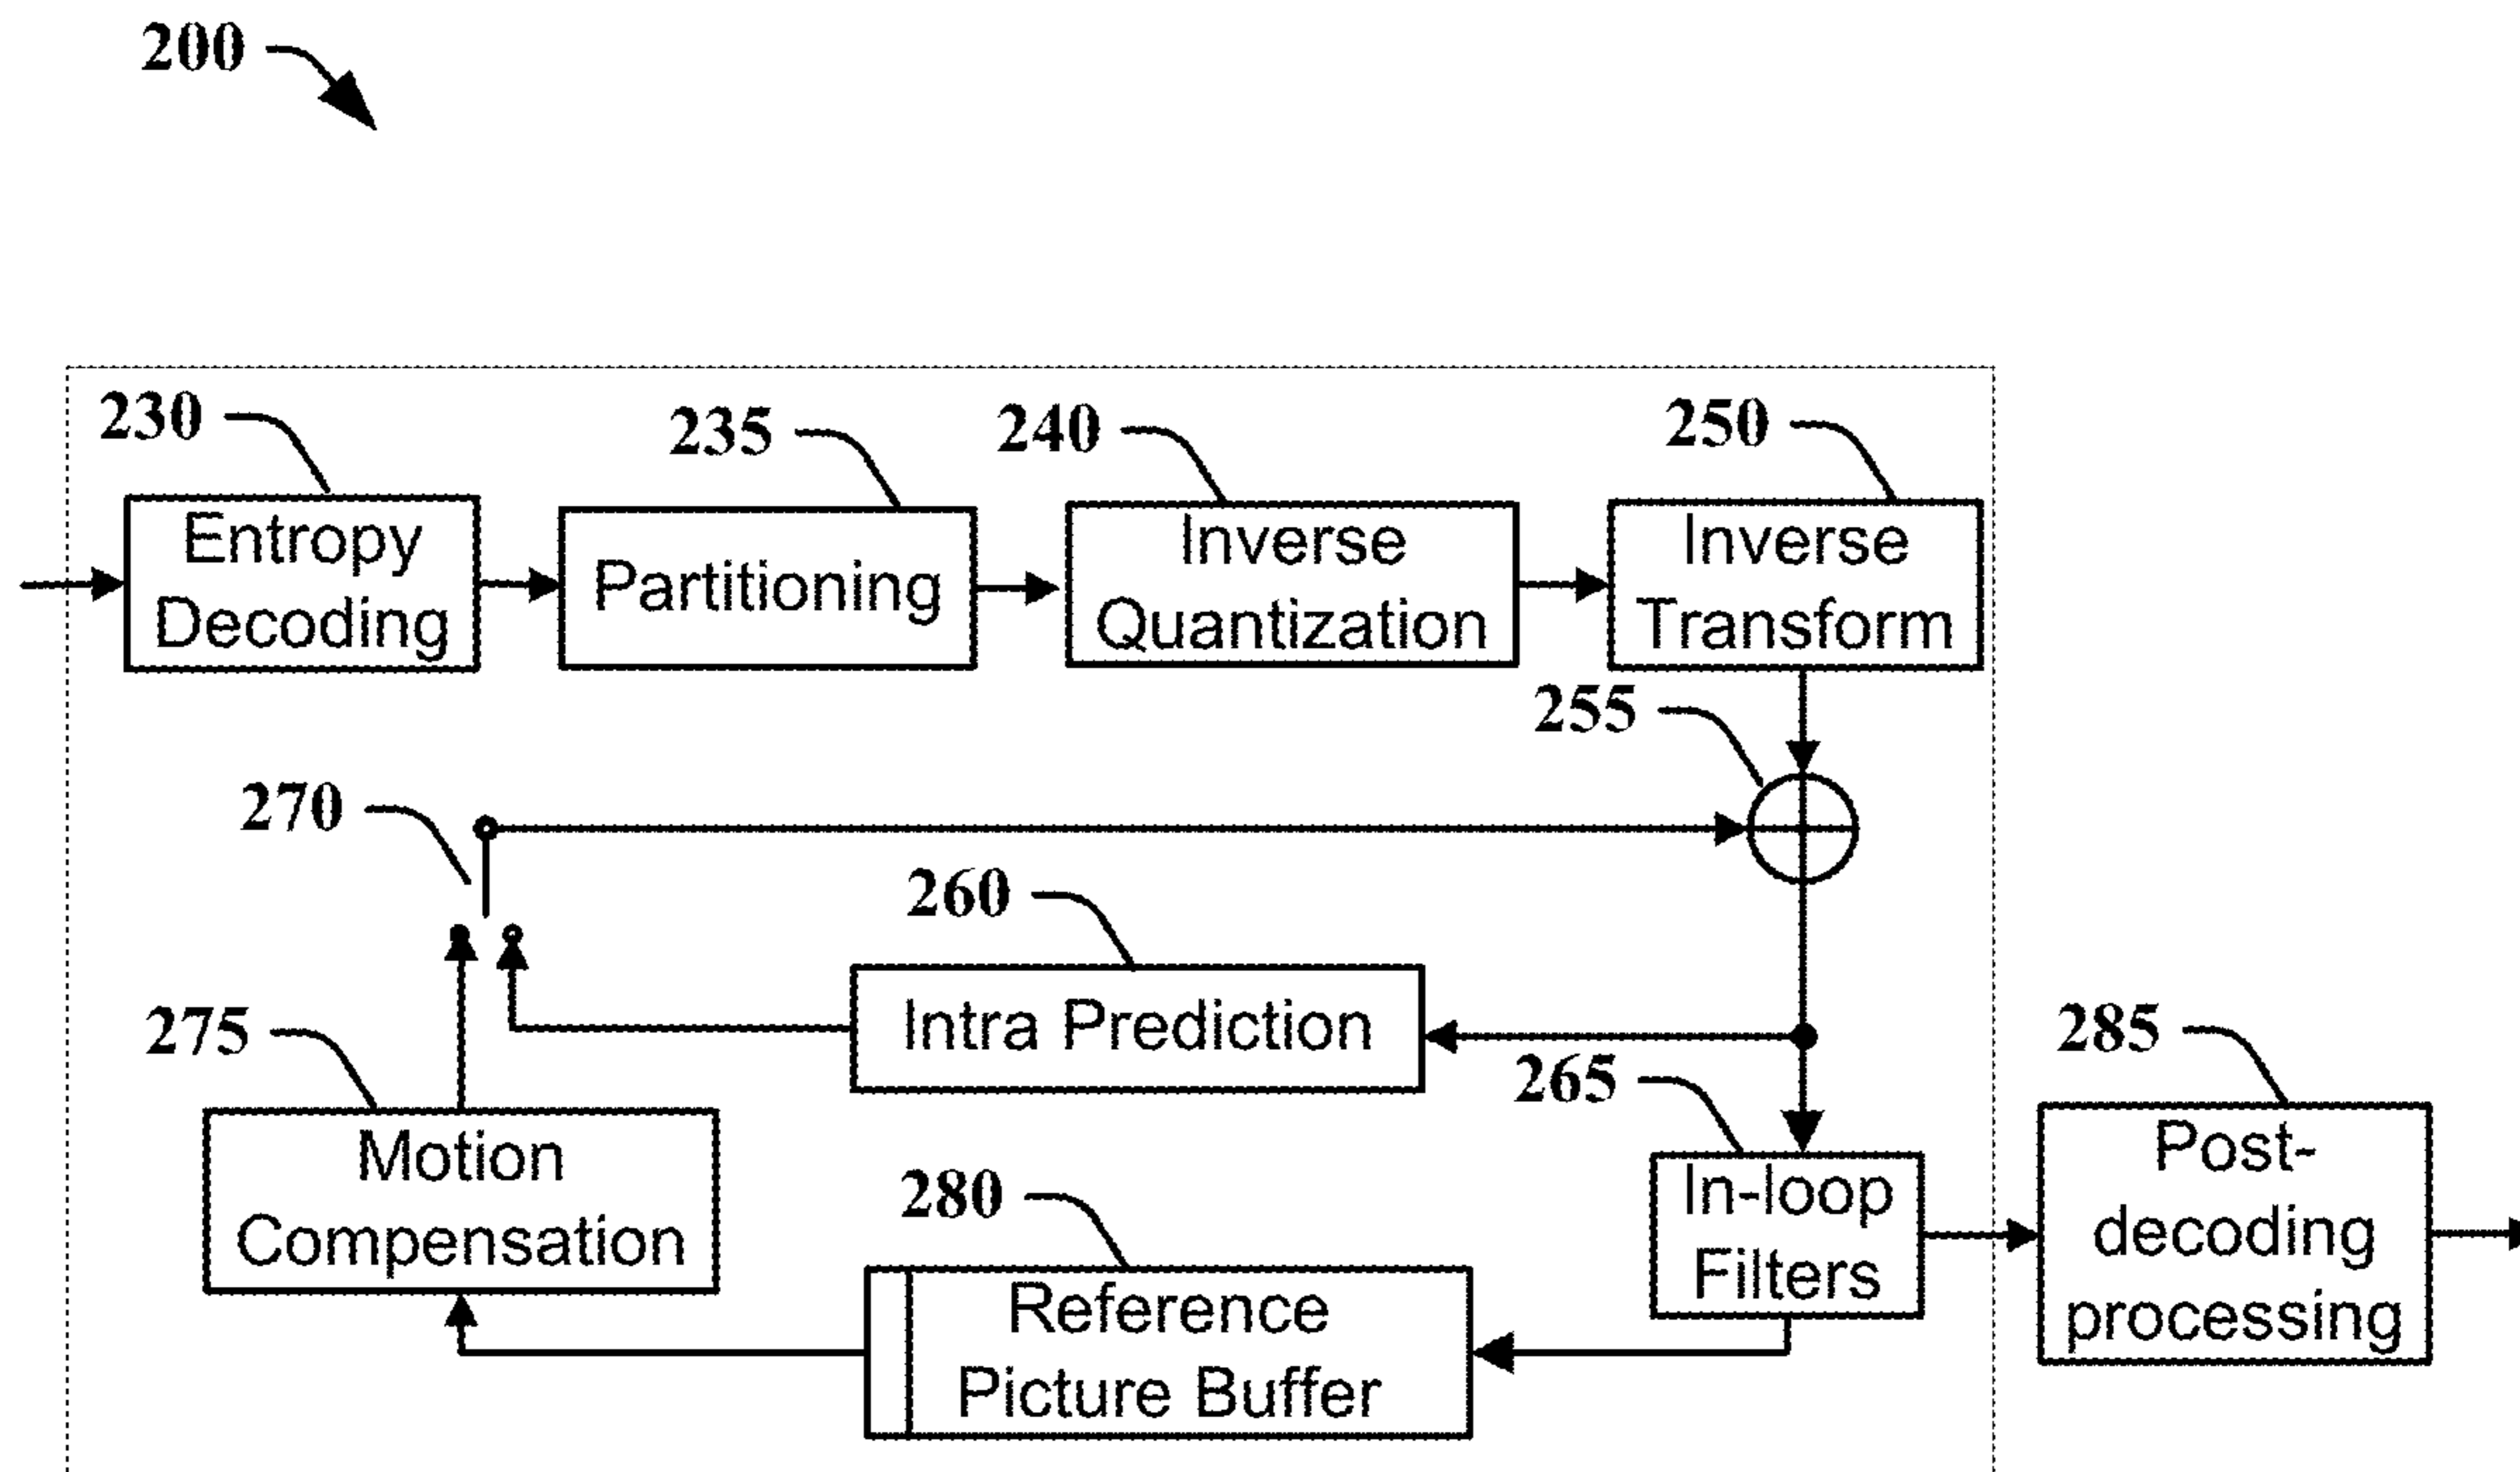 200
230
235
240
250
Entropy
Decoding
Partitioning
Inverse
Quantization
Inverse
Transform
255
270
260
Intra Prediction
275
265
285
Motion
Compensation
280
Reference
Picture Buffer
In-loop
Filters
Post-
decoding
processing